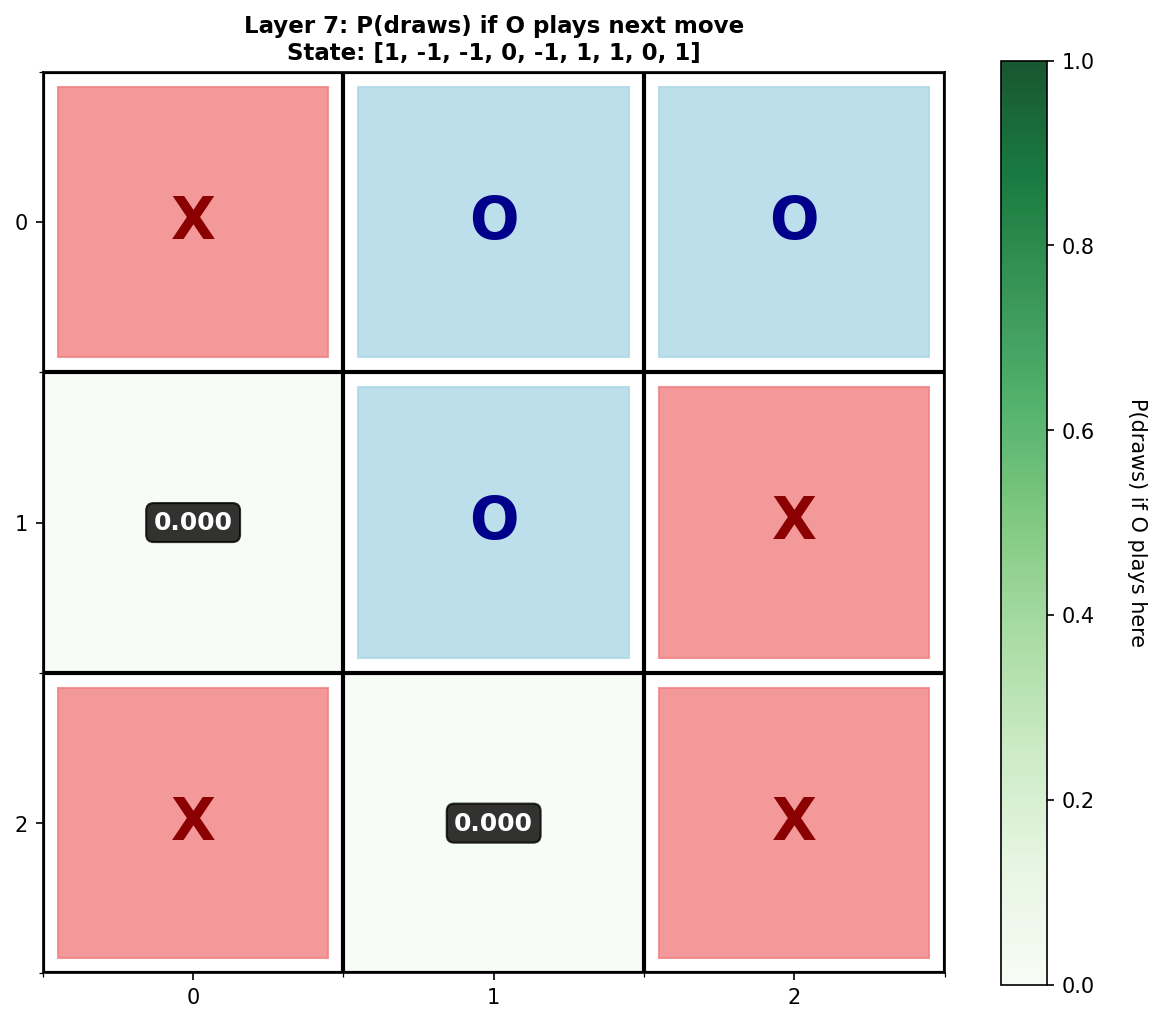 Layer 7: P(draws) if O plays next move
State: [1, -1, -1, 0, -1, 1, 1, 0, 1]
X
O
O
0.000
O
X
X
0.000
X
0
1
2
0
1
2
1.0
0.8
0.6
0.4
0.2
0.0
P(draws) if O plays here